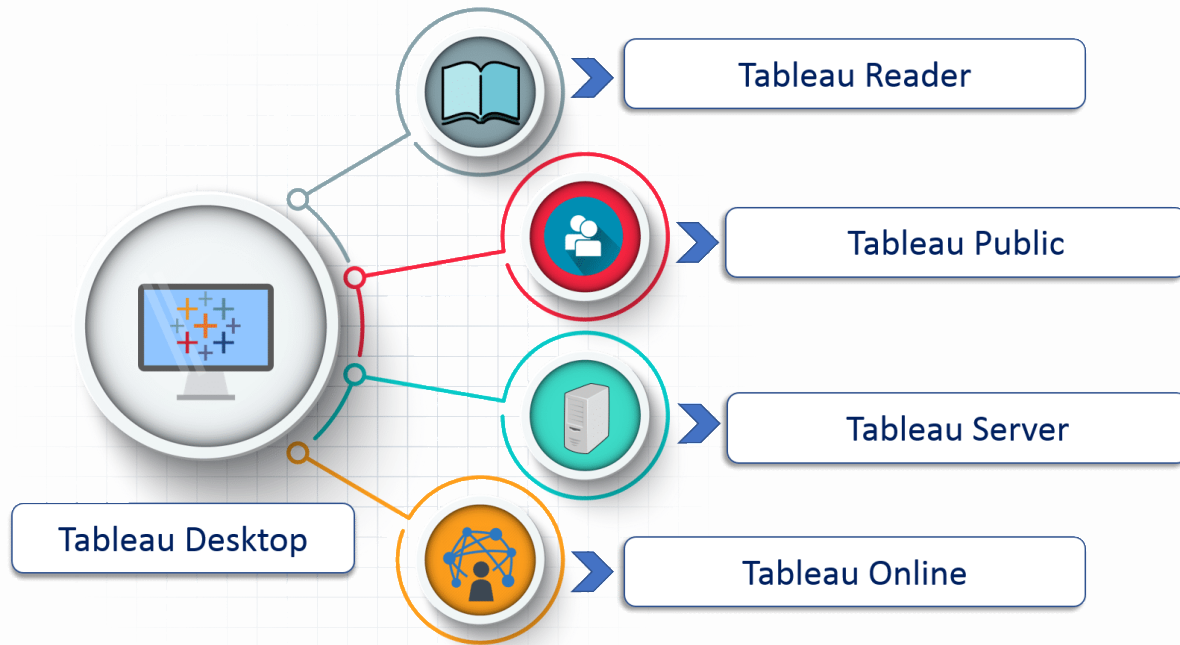 Tableau Reader
Tableau Public
Tableau Server
Tableau Desktop
Tableau Online